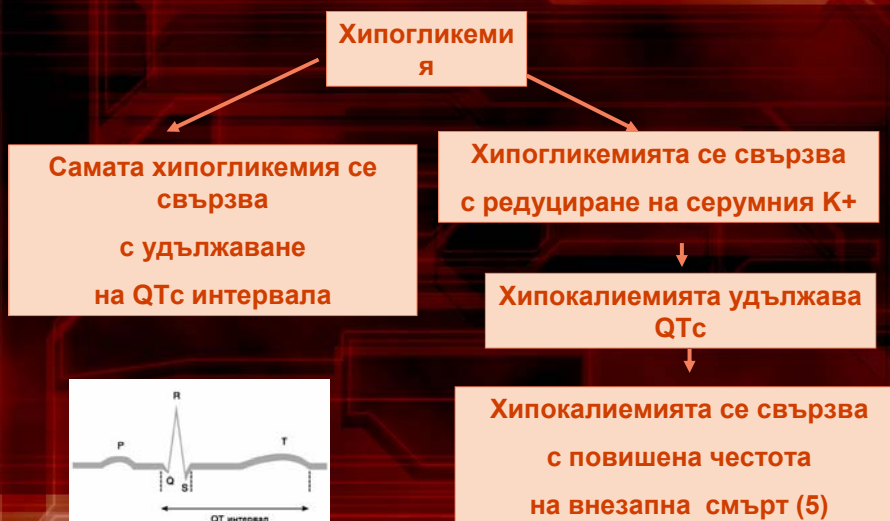 Хипогликеми
я
Самата хипогликемия се
свързва
с удължаване
на QTc интервала
Хипогликемията се свързва
с редуциране на серумния К+
Хипокалиемията удължава
QTc
Хипокалиемията се свързва
с повишена честота
на внезапна смърт (5)
R
P
T
Q
S
QT интервал